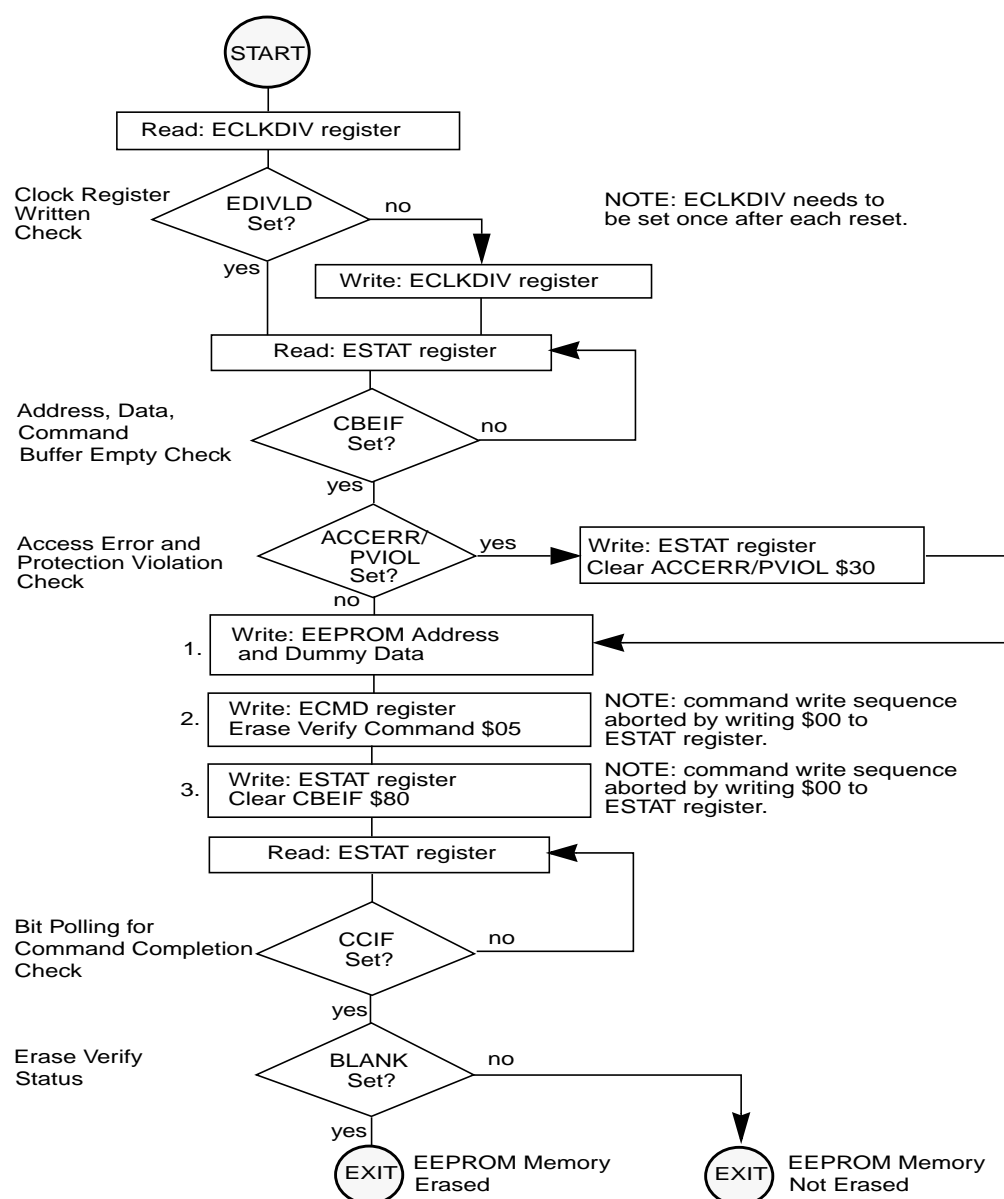 START
Read: ECLKDIV register
Clock Register
Written
Check
EDIVLD
Set?
no
NOTE: ECLKDIV needs to
be set once after each reset.
yes
Write: ECLKDIV register
Read: ESTAT register
Address, Data,
Command
Buffer Empty Check
CBEIF
Set?
no
yes
Access Error and
Protection Violation
Check
ACCERR/
PVIOL
Set?
yes
Write: ESTAT register
Clear ACCERR/PVIOL $30
no
1.
Write: EEPROM Address
and Dummy Data
2.
Write: ECMD register
Erase Verify Command $05
NOTE: command write sequence
aborted by writing $00 to
ESTAT register.
3.
Write: ESTAT register
Clear CBEIF $80
NOTE: command write sequence
aborted by writing $00 to
ESTAT register.
Read: ESTAT register
Bit Polling for
Command Completion
Check
CCIF
Set?
no
yes
Erase Verify
Status
BLANK
Set?
no
yes
EXIT
EEPROM Memory
Erased
EXIT
EEPROM Memory
Not Erased